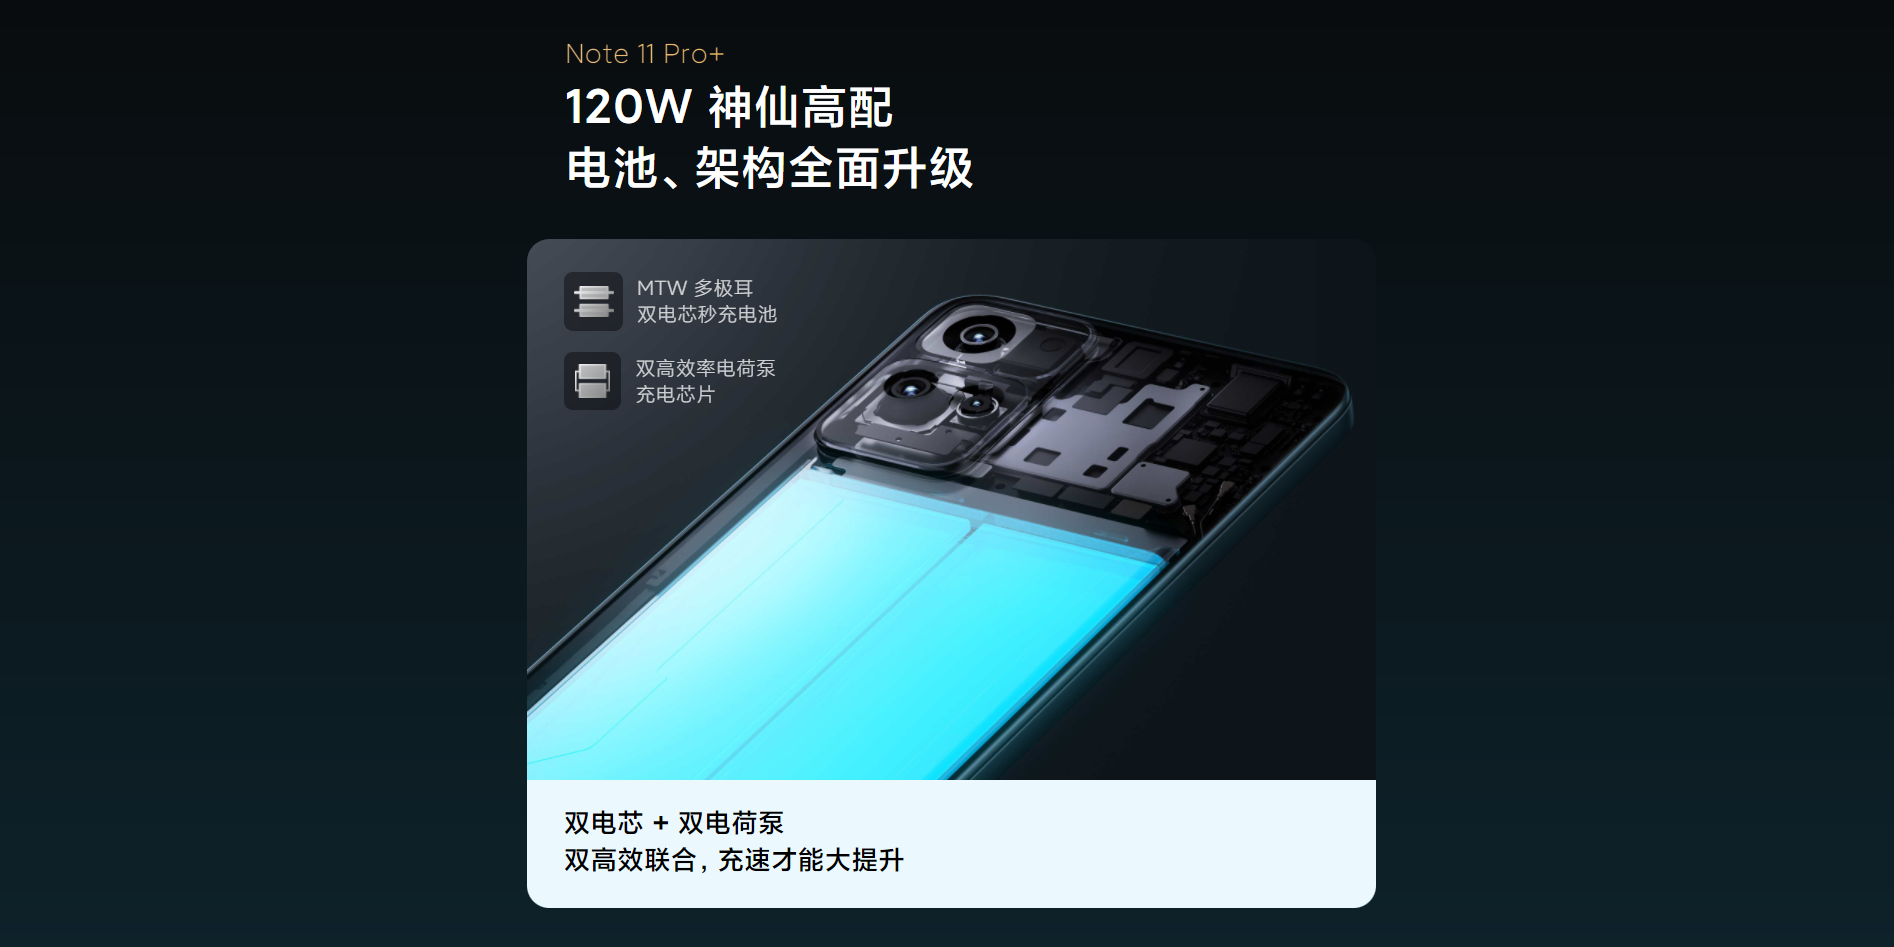 Note 11 Pro+
120W 神仙高配
电池、架构全面升级
MTW 多极耳
双电芯秒充电池
双高效率电荷泵
充电芯片
双电芯 + 双电荷泵
双高效联合，充速才能大提升